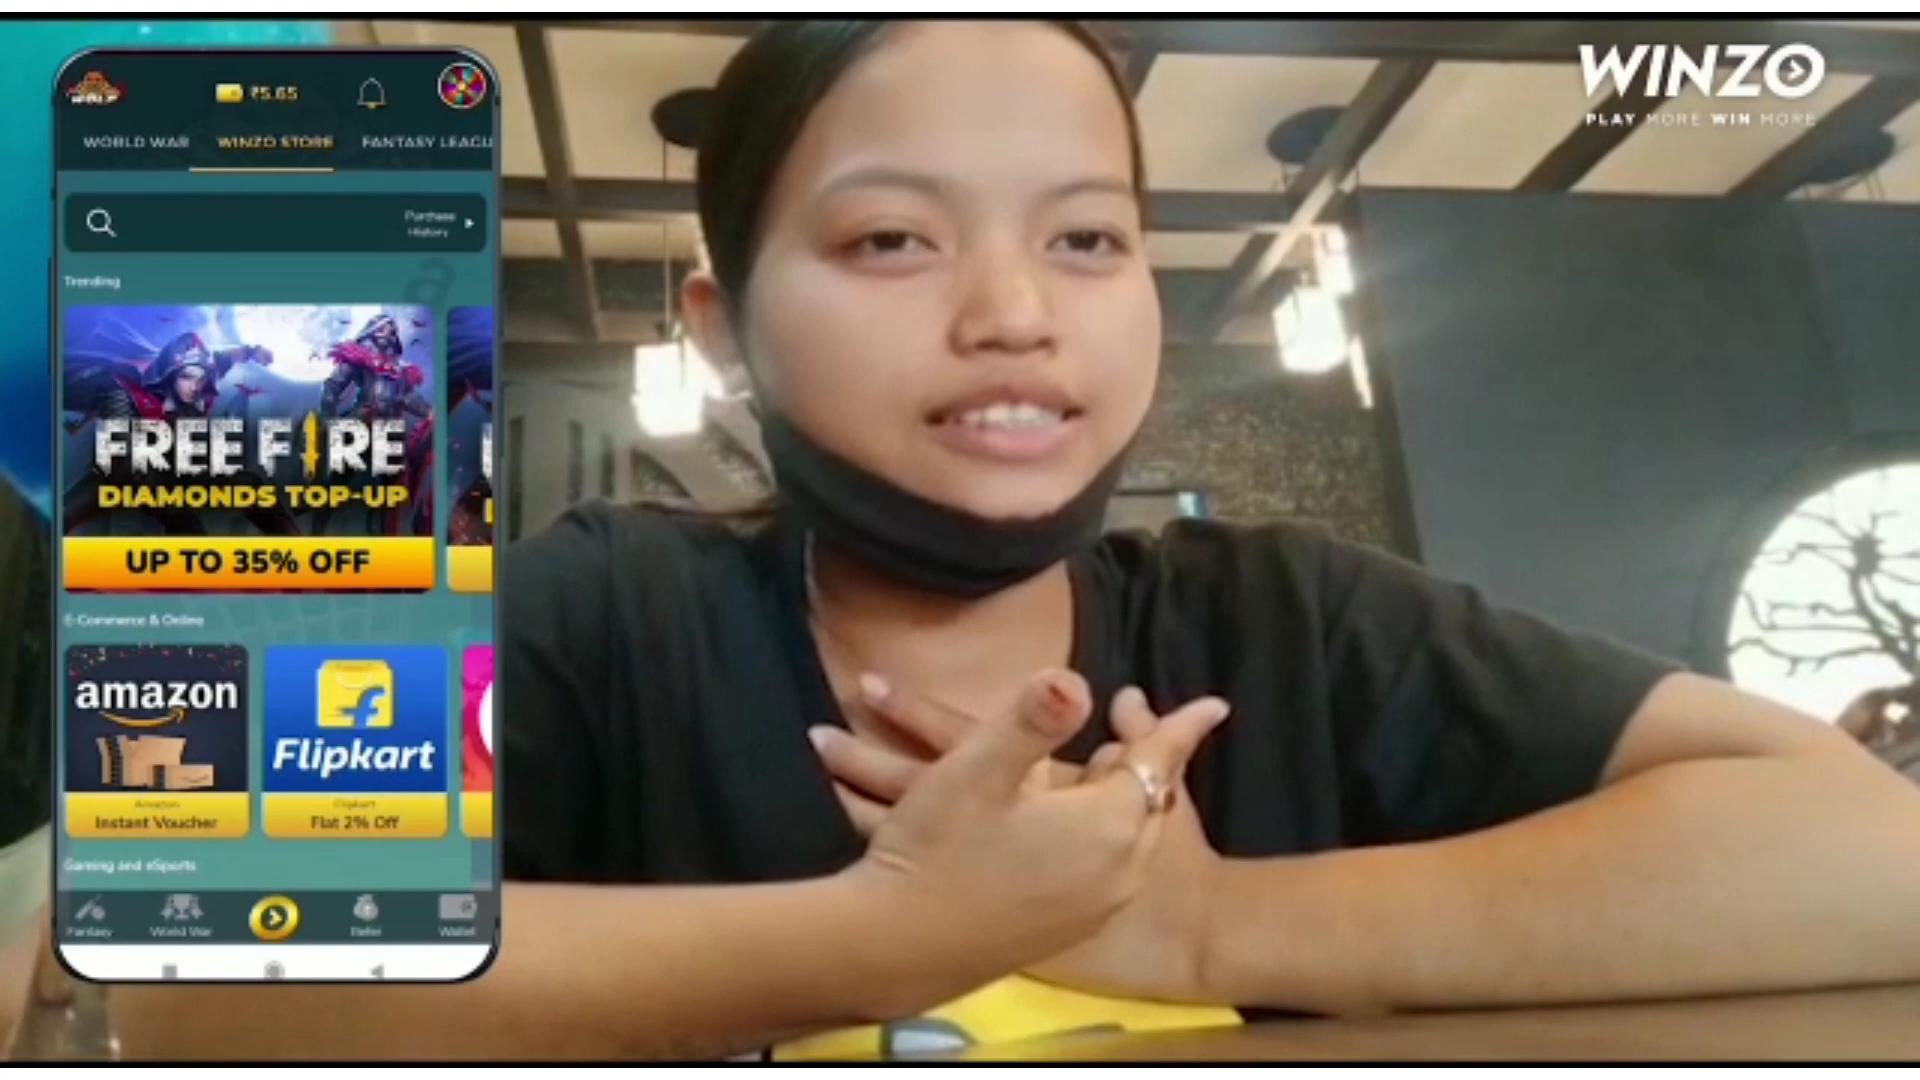 ₹5.65
WORLD WAR
WINZO STORE
FANTASY LEAGU
Purchase
History
Trending
FREE FIRE
DIAMONDS TOP-UP
UP TO 35% OFF
E-Commerce & Online
amazon
Amazon
Instant Voucher
Flipkart
Flipkart
Flat 2% Off
Gaming and eSports
Fantasy
World War
Refer
Wallet
WINZO
PLAY MORE WIN MORE